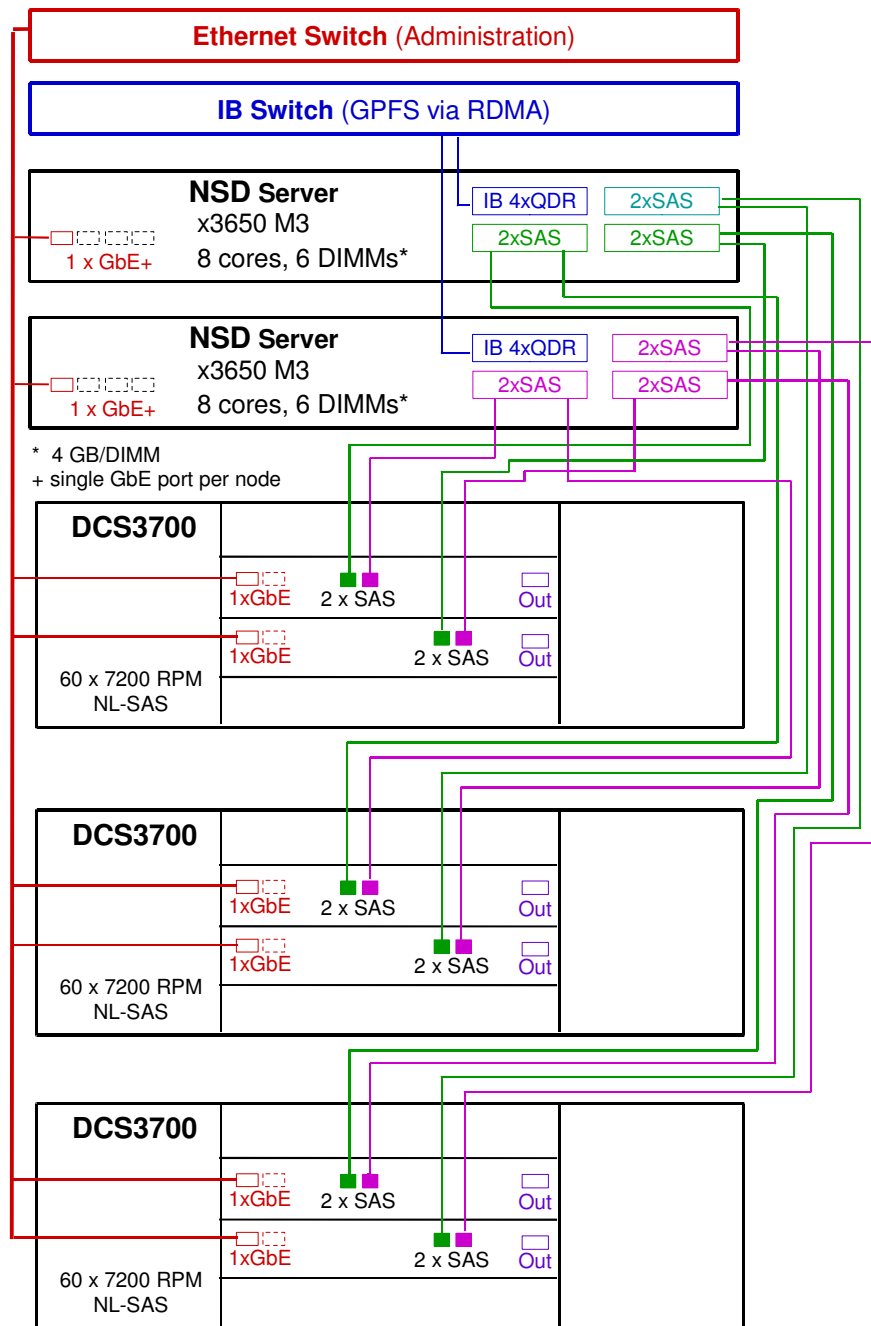 Ethernet Switch (Administration)
IB Switch (GPFS via RDMA)
NSD Server
x3650 M3
8 cores, 6 DIMMs*
1 x GbE+
IB 4xQDR
2xSAS
2xSAS
2xSAS
NSD Server
x3650 M3
8 cores, 6 DIMMs*
1 x GbE+
IB 4xQDR
2xSAS
2xSAS
2xSAS
* 4 GB/DIMM
+ single GbE port per node
DCS3700
1xGbE
2 x SAS
Out
1xGbE
2 x SAS
Out
60 x 7200 RPM
NL-SAS
DCS3700
1xGbE
2 x SAS
Out
1xGbE
2 x SAS
Out
60 x 7200 RPM
NL-SAS
DCS3700
1xGbE
2 x SAS
Out
1xGbE
2 x SAS
Out
60 x 7200 RPM
NL-SAS